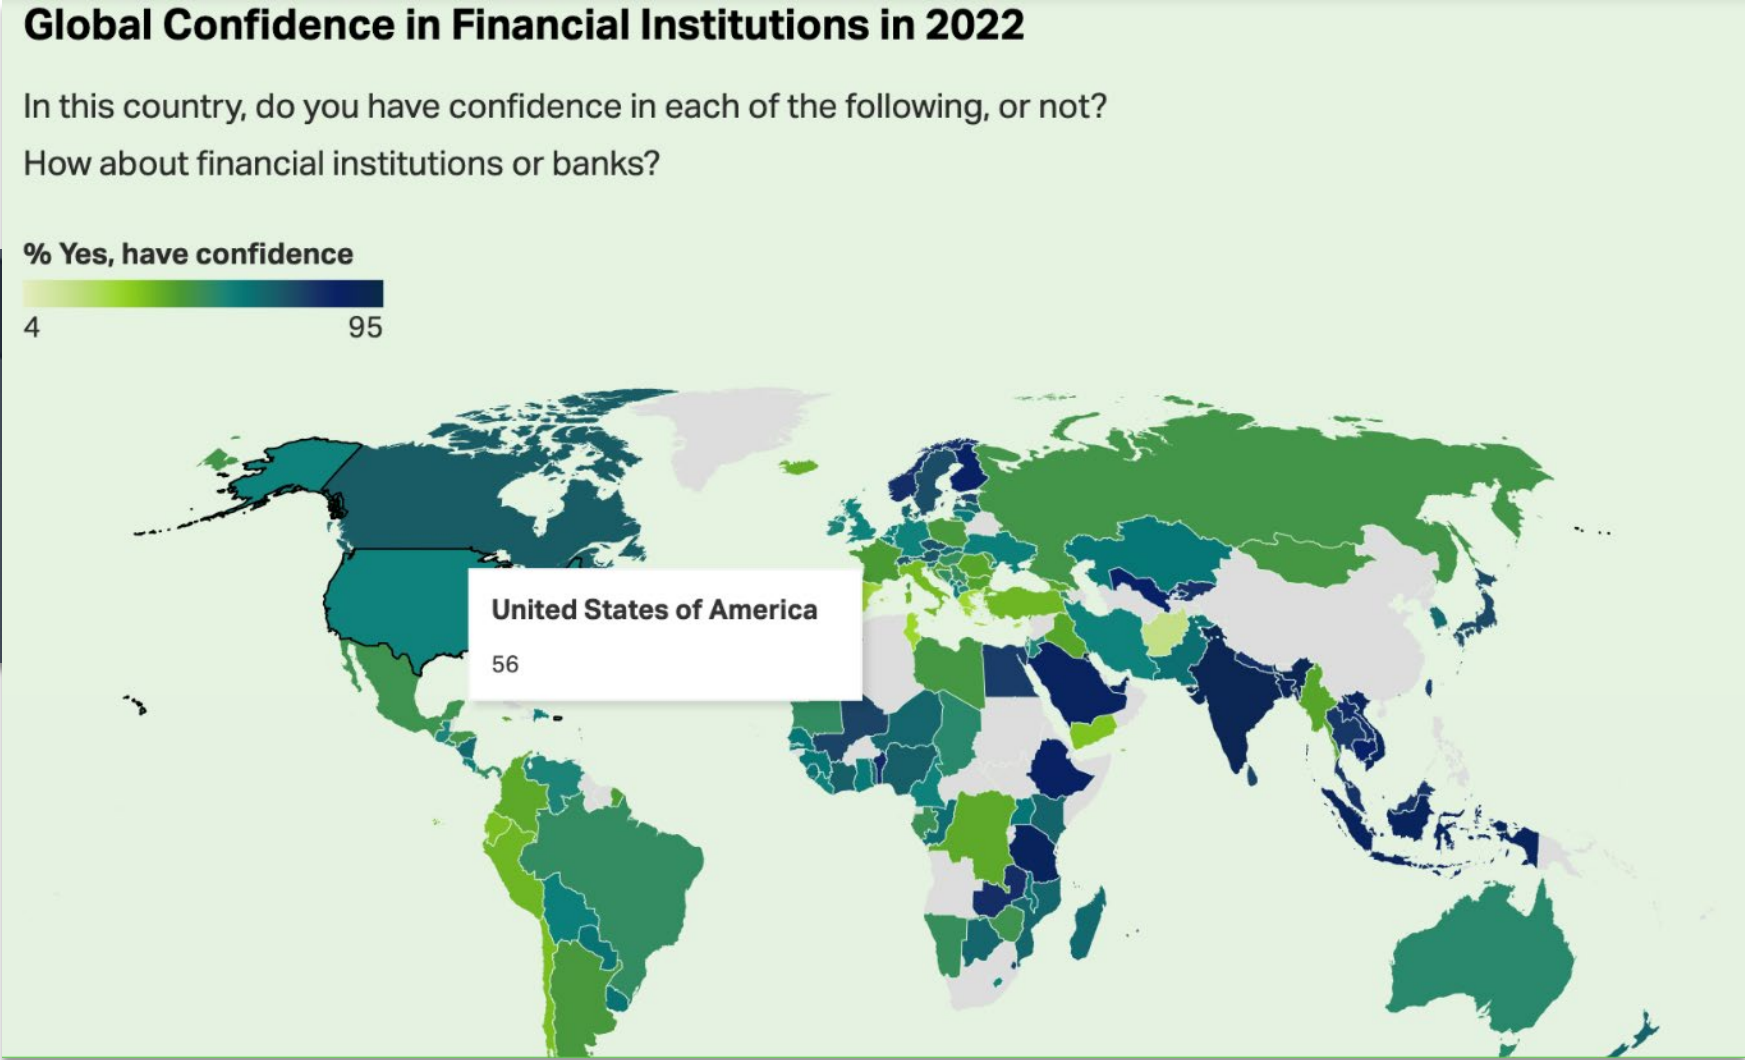 Global Confidence in Financial Institutions in 2022
In this country, do you have confidence in each of the following, or not?
How about financial institutions or banks?
% Yes, have confidence
4 95
United States of America
56